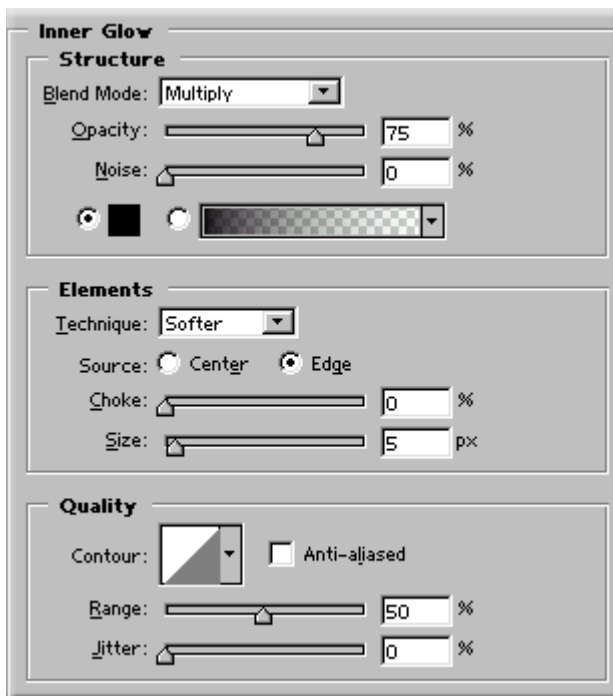 Inner Glow
Structure
Blend Mode: Multiply
Opacity: 75 %
Noise: 0 %
Elements
Technique: Softer
Source: Center Edge
Choke: 0 %
Size: 5 px
Quality
Contour: Anti-aliased
Range: 50 %
Jitter: 0 %